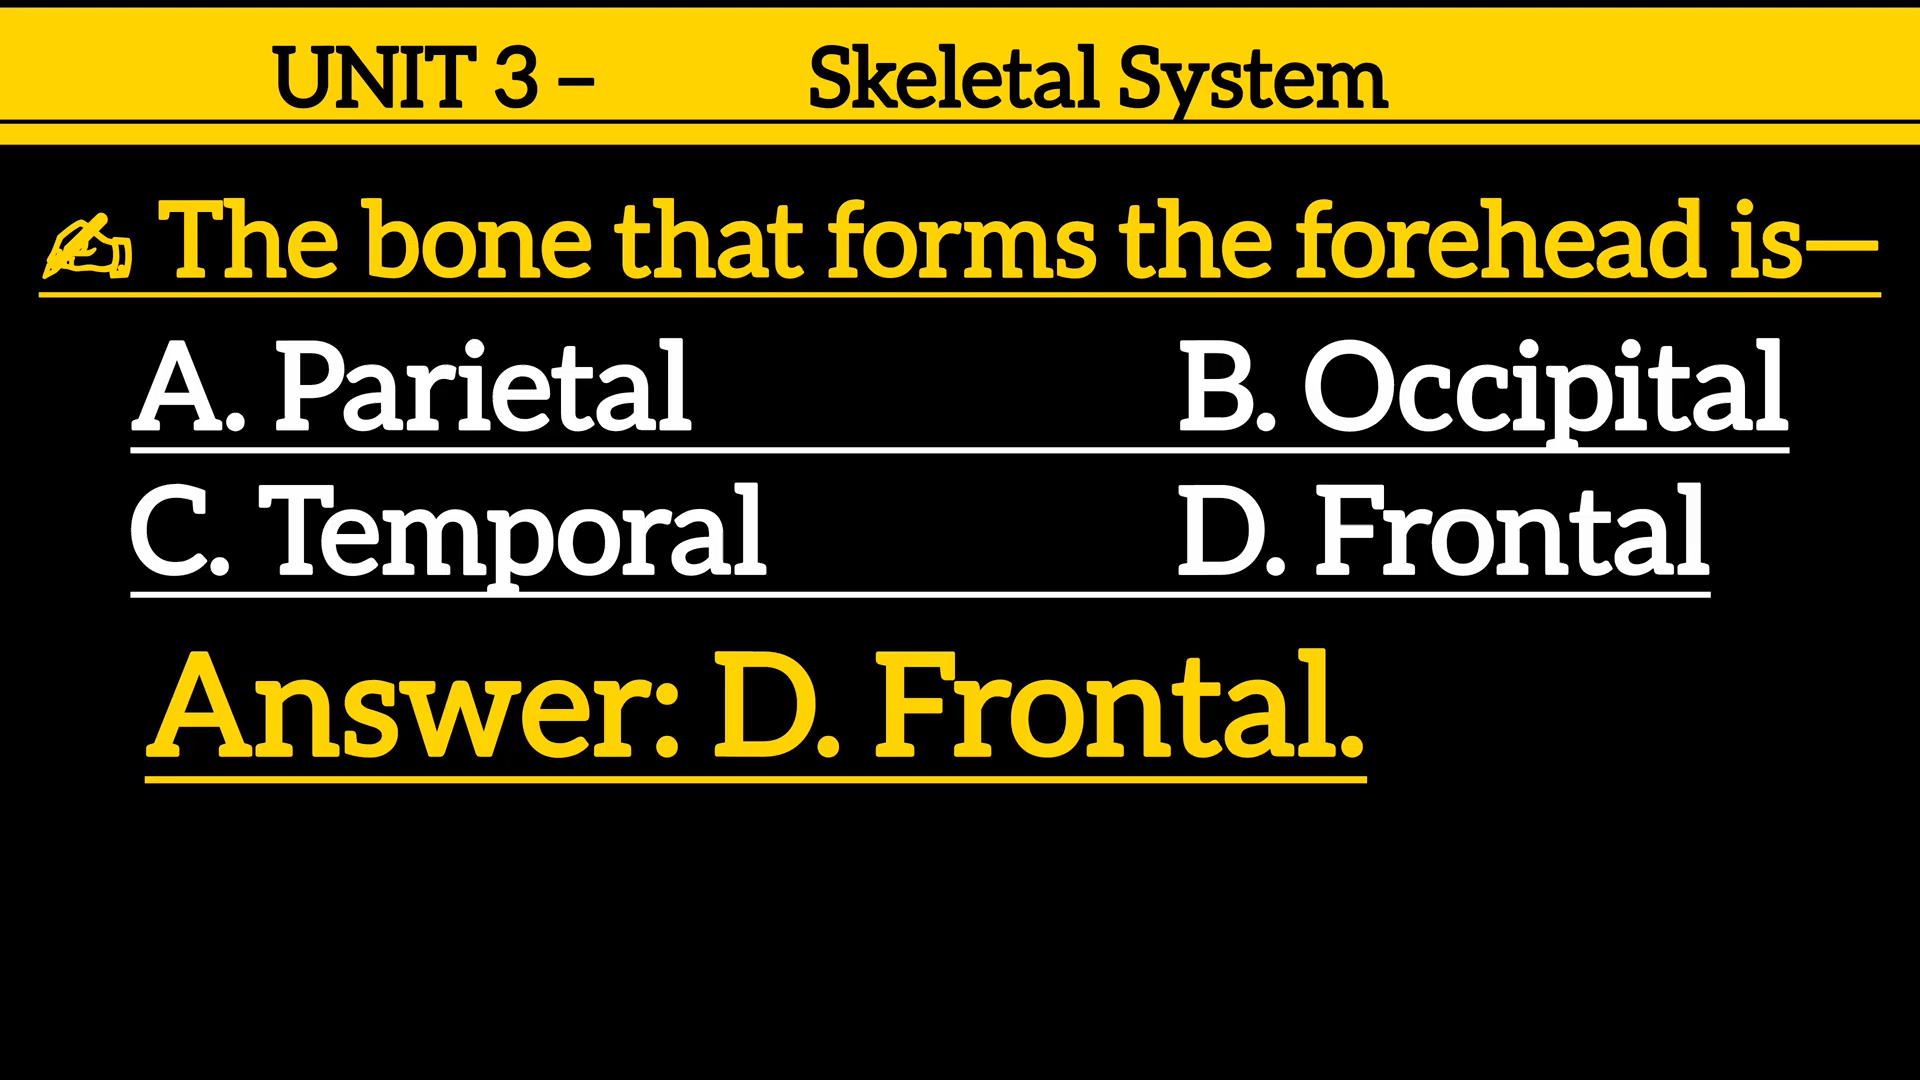 UNIT 3 – Skeletal System
✍ The bone that forms the forehead is—
A. Parietal B. Occipital
C. Temporal D. Frontal
Answer: D. Frontal.